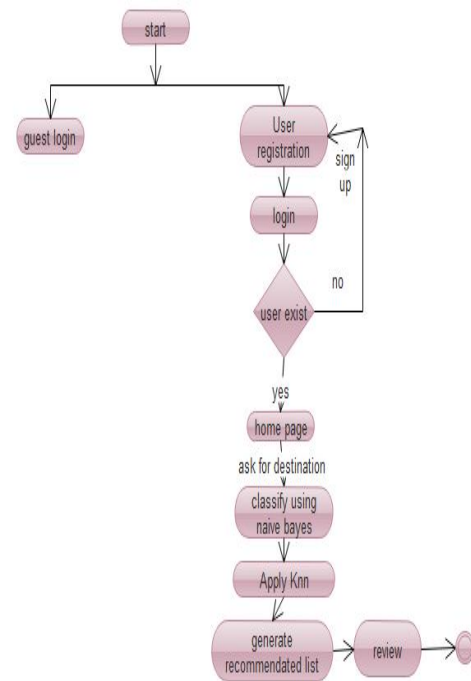 start
guest login
User
registration
sign
up
login
no
user exist
yes
home page
ask for destination
classify using
naive bayes
Apply Knn
generate
recommendated list
review